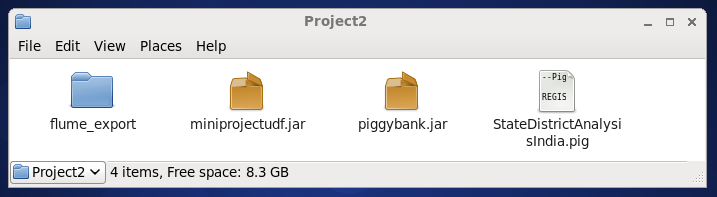 Project2
File Edit View Places Help
--Pig
REGIS
flume_export miniprojectudf.jar piggybank.jar StateDistrictAnalysi
sIndia.pig
Project2 4 items, Free space: 8.3 GB